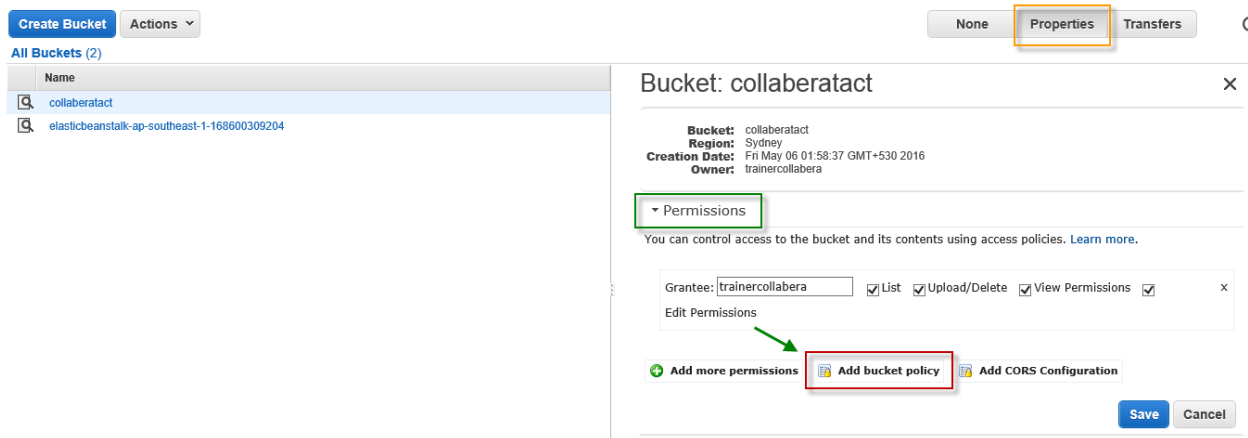 Create Bucket Actions None Properties Transfers
All Buckets (2)
Name
collaberatact
elasticbeanstalk-ap-southeast-1-168600309204
Bucket: collaberatact x
Bucket: collaberatact
Region: Sydney
Creation Date: Fri May 06 01:58:37 GMT+530 2016
Owner: trainercollabera
Permissions
You can control access to the bucket and its contents using access policies. Learn more.
Grantee: trainercollabera List Upload/Delete View Permissions x
Edit Permissions
Add more permissions Add bucket policy Add CORS Configuration
Save Cancel